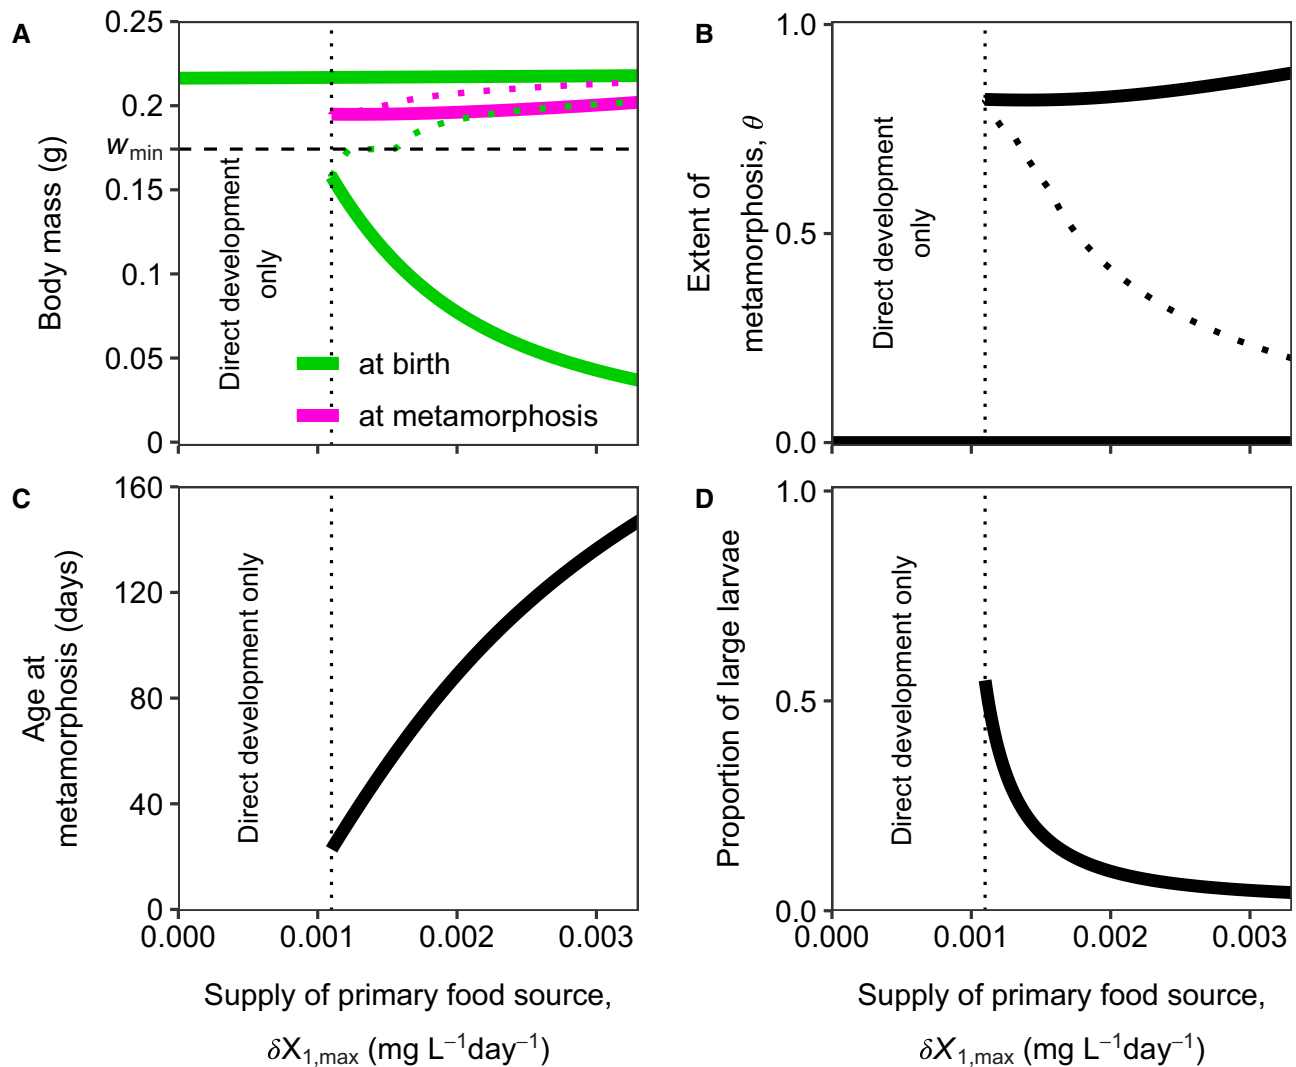 A
0.25
0.2
w min
0.15
0.1
0.05
0
Body mass (g)
Direct development
only
at birth
at metamorphosis
B
1.0
0.5
0.0
Extent of
metamorphosis, θ
Direct development
only
C
160
120
80
40
0
Age at
metamorphosis (days)
Direct development only
0.000 0.001 0.002 0.003
Supply of primary food source,
δX1,max (mg L−1day−1)
D
1.0
0.5
0.0
Proportion of large larvae
Direct development only
0.000 0.001 0.002 0.003
Supply of primary food source,
δX1,max (mg L−1day−1)